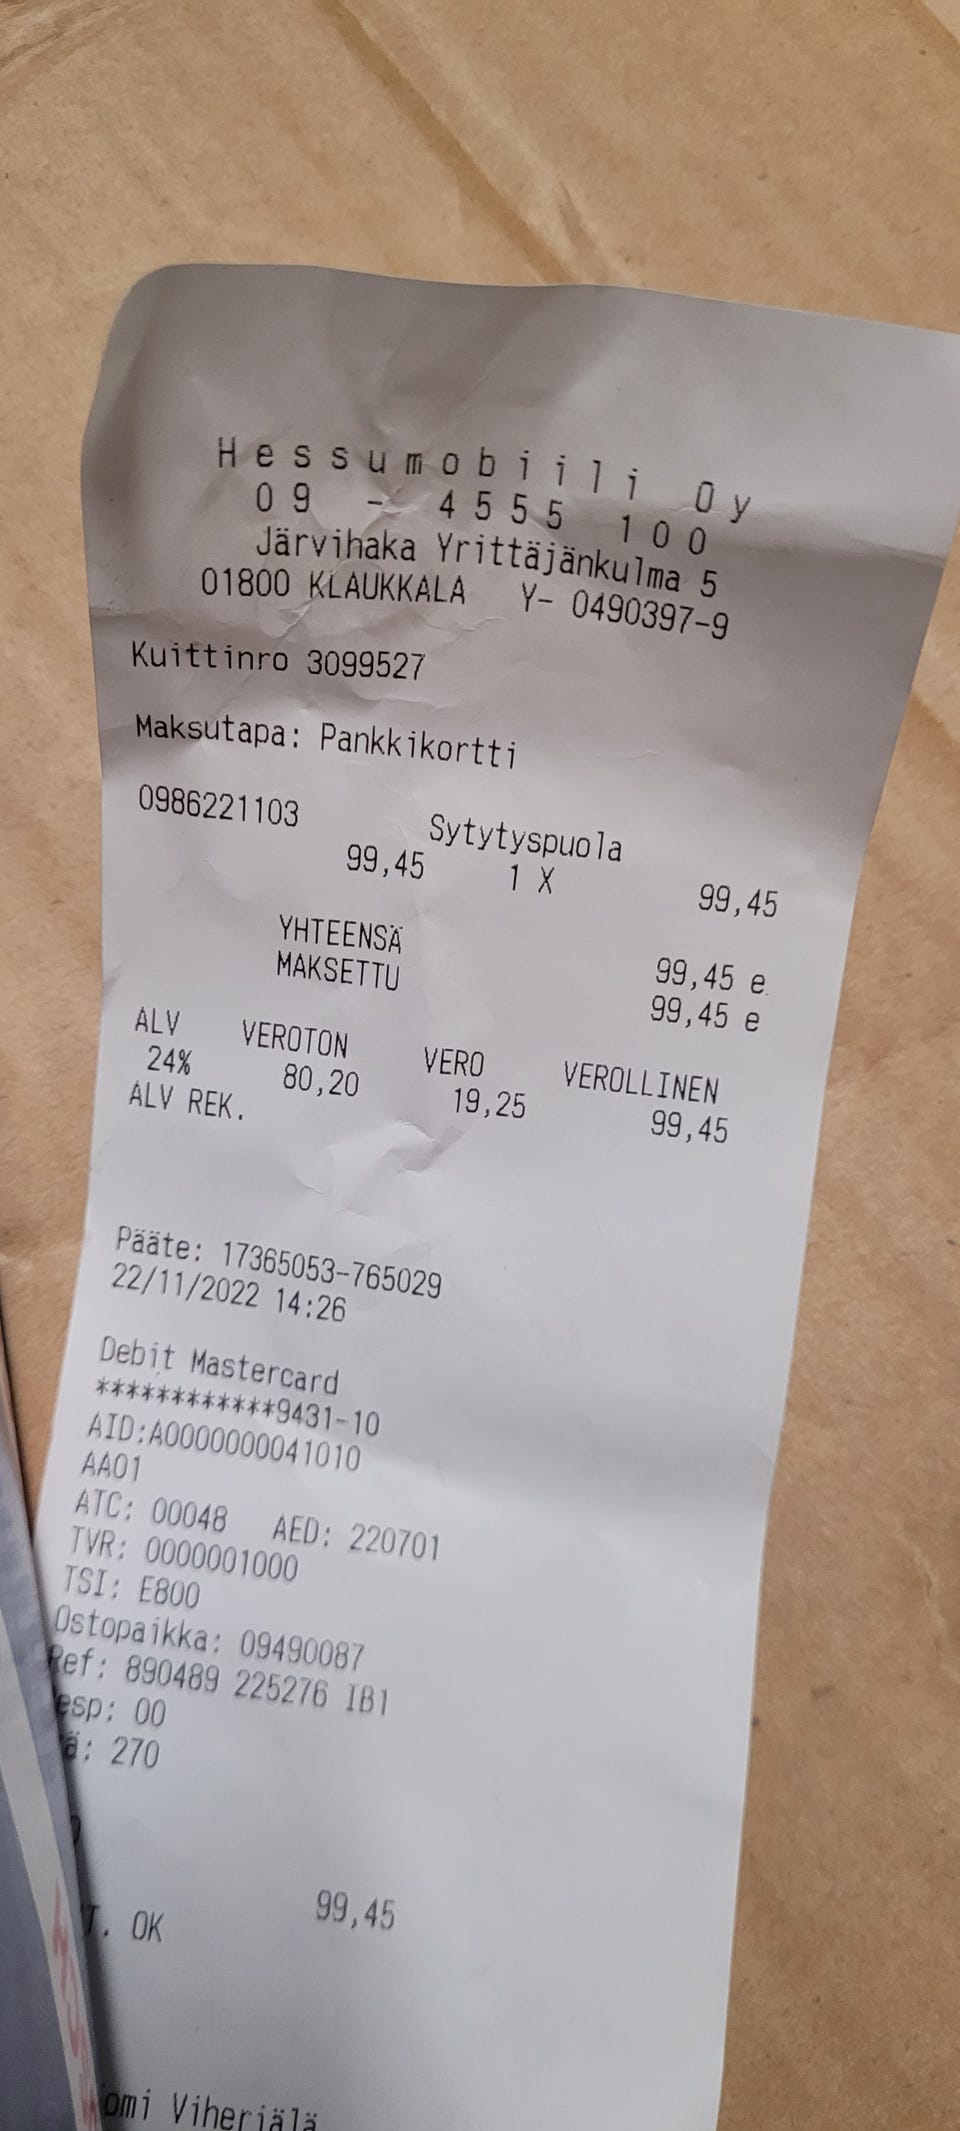 Hessumobiili Oy
09 - 4555 100
Järvihaka Yrittäjänkulma 5
01800 KLAUKKALA Y- 0490397-9
Kuittinro 3099527
Maksutapa: Pankkikortti
0986221103 Sytytyspuola
99,45 1 X 99,45
YHTEENSÄ 99,45 e
MAKSETTU 99,45 e
ALV VEROTON VERO VEROLLINEN
24% 80,20 19,25 99,45
ALV REK.
Pääte: 17365053-765029
22/11/2022 14:26
Debit Mastercard
************9431-10
AID:A0000000041010
AA01
ATC: 00048 AED: 220701
TVR: 0000001000
TSI: E800
Ostopaikka: 09490087
Ref: 890489 225276 IB1
esp: 00
ä: 270
T. OK 99,45
omi Viherjälä